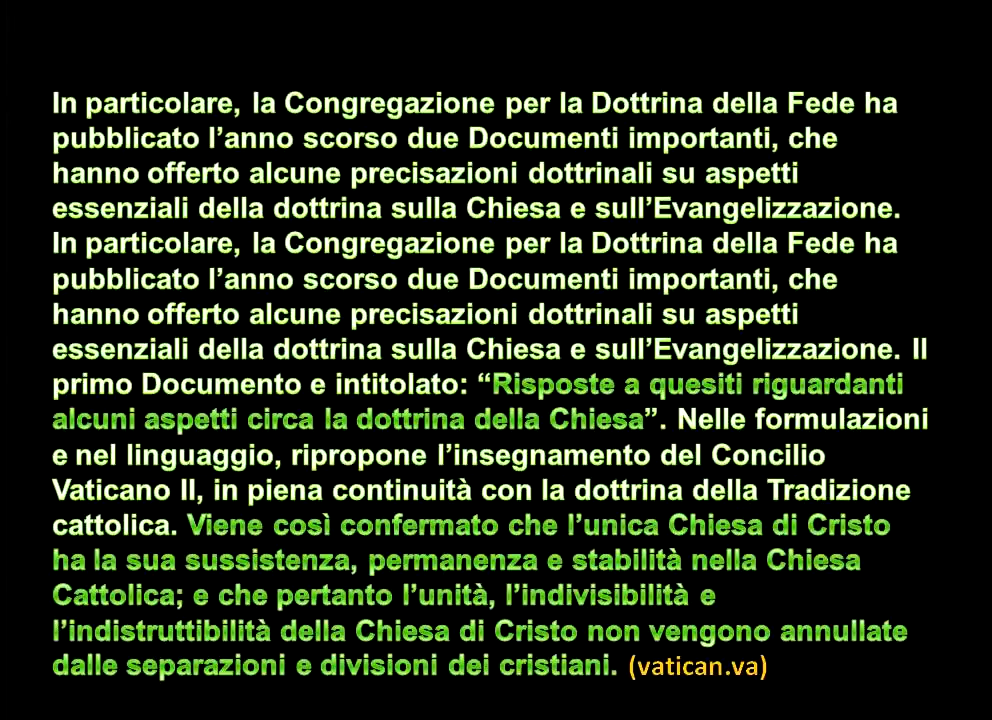 In particolare, la Congregazione per la Dottrina della Fede ha
pubblicato l’anno scorso due Documenti importanti, che
hanno offerto alcune precisazioni dottrinali su aspetti
essenziali della dottrina sulla Chiesa e sull’Evangelizzazione.
In particolare, la Congregazione per la Dottrina della Fede ha
pubblicato l’anno scorso due Documenti importanti, che
hanno offerto alcune precisazioni dottrinali su aspetti
essenziali della dottrina sulla Chiesa e sull’Evangelizzazione. Il
primo Documento e intitolato: “Risposte a quesiti riguardanti
alcuni aspetti circa la dottrina della Chiesa”. Nelle formulazioni
e nel linguaggio, ripropone l’insegnamento del Concilio
Vaticano II, in piena continuità con la dottrina della Tradizione
cattolica. Viene così confermato che l’unica Chiesa di Cristo
ha la sua sussistenza, permanenza e stabilità nella Chiesa
Cattolica; e che pertanto l’unità, l’indivisibilità e
l’indistruttibilità della Chiesa di Cristo non vengono annullate
dalle separazioni e divisioni dei cristiani. (vatican.va)